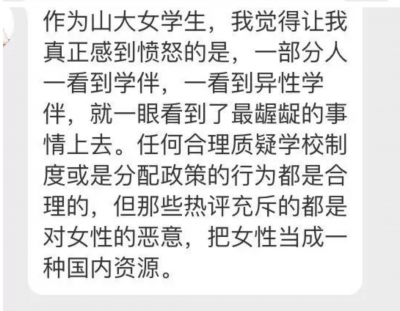 作为山大女学生，我觉得让我
真正感到愤怒的是，一部分人
一看到学伴，一看到异性学
伴，就一眼看到了最龌龊的事
情上去。任何合理质疑学校制
度或是分配政策的行为都是合
理的，但那些热评充斥的都是
对女性的恶意，把女性当成一
种国内资源。